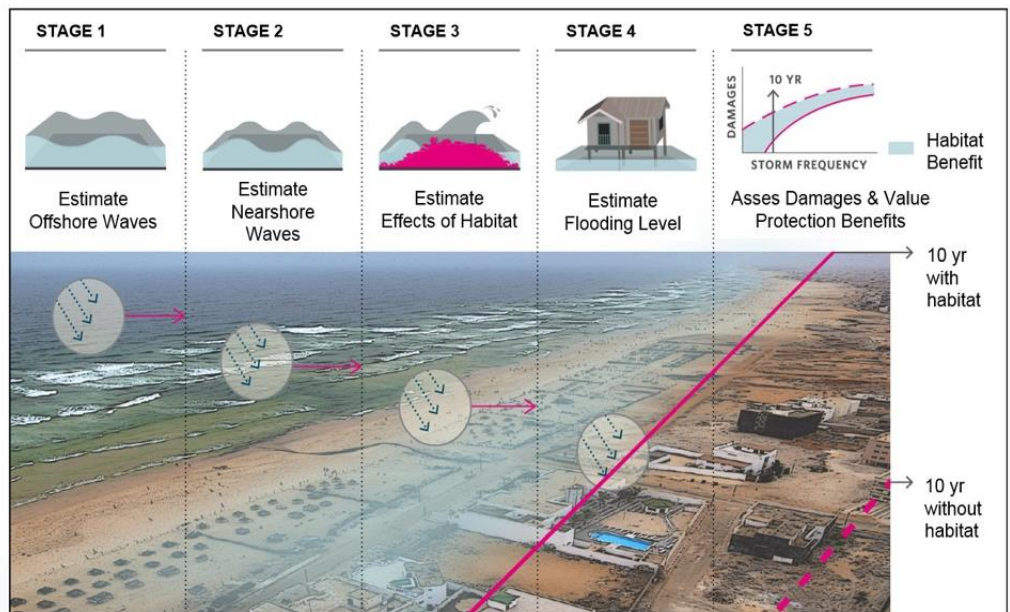 STAGE 1
STAGE 2
STAGE 3
STAGE 4
STAGE 5
DAMAGES
10 YR
STORM FREQUENCY
Habitat
Benefit
Estimate
Offshore Waves
Estimate
Nearshore
Waves
Estimate
Effects of Habitat
Estimate
Flooding Level
Asses Damages & Value
Protection Benefits
10 yr
with
habitat
10 yr
without
habitat